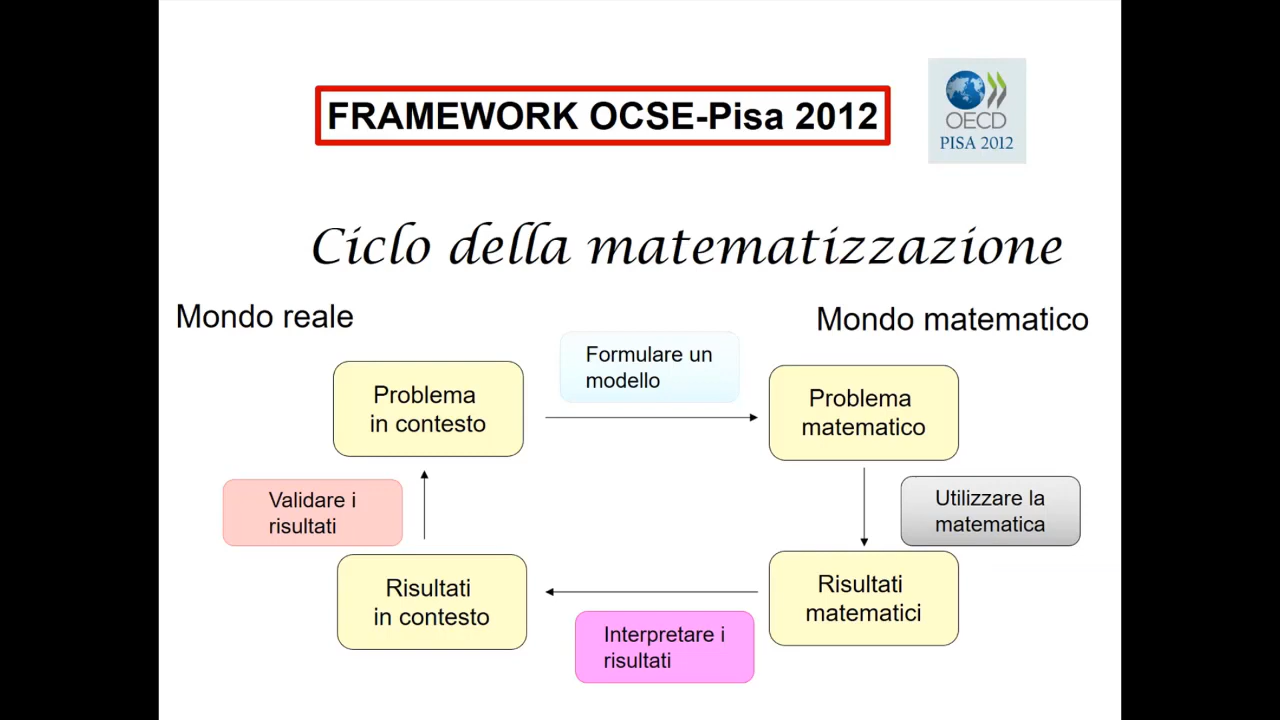 FRAMEWORK OCSE-Pisa 2012
OECD
PISA 2012
Ciclo della matematizzazione
Mondo reale
Mondo matematico
Formulare un
modello
Problema
in contesto
Problema
matematico
Validare i
risultati
Utilizzare la
matematica
Risultati
in contesto
Risultati
matematici
Interpretare i
risultati